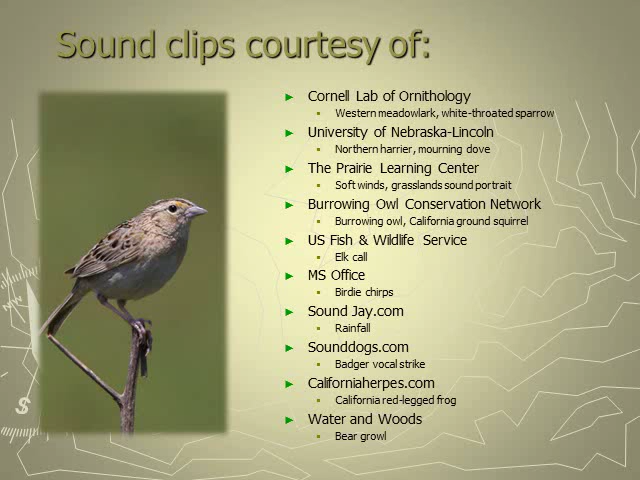 Sound clips courtesy of:
► Cornell Lab of Ornithology
▪ Western meadowlark, white-throated sparrow
► University of Nebraska-Lincoln
▪ Northern harrier, mourning dove
► The Prairie Learning Center
▪ Soft winds, grasslands sound portrait
► Burrowing Owl Conservation Network
▪ Burrowing owl, California ground squirrel
► US Fish & Wildlife Service
▪ Elk call
► MS Office
▪ Birdie chirps
► Sound Jay.com
▪ Rainfall
► Sounddogs.com
▪ Badger vocal strike
► Californiaherpes.com
▪ California red-legged frog
► Water and Woods
▪ Bear growl
NW
S